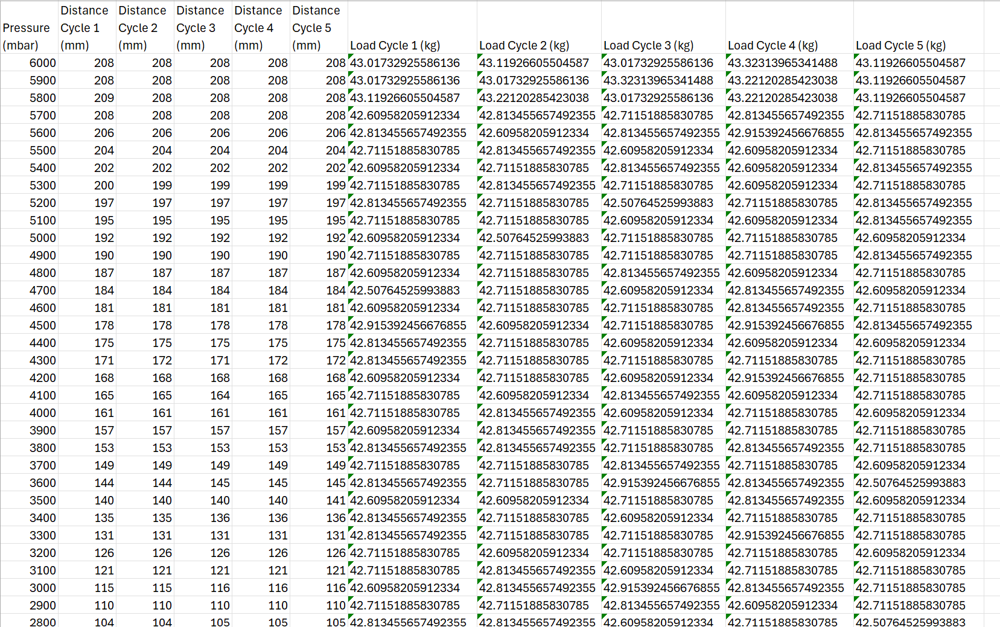 Distance Distance Distance Distance Distance
Pressure Cycle 1 Cycle 2 Cycle 3 Cycle 4 Cycle 5
(mbar) (mm) (mm) (mm) (mm) (mm) Load Cycle 1 (kg) Load Cycle 2 (kg) Load Cycle 3 (kg) Load Cycle 4 (kg) Load Cycle 5 (kg)
6000 208 208 208 208 208 43.01732925586136 43.11926605504587 43.01732925586136 43.32313965341488 43.11926605504587
5900 208 208 208 208 208 43.01732925586136 43.01732925586136 43.32313965341488 43.22120285423038 43.11926605504587
5800 209 208 208 208 208 43.11926605504587 43.22120285423038 43.01732925586136 43.22120285423038 43.11926605504587
5700 208 208 208 208 208 42.60958205912334 42.813455657492355 42.71151885830785 42.813455657492355 42.71151885830785
5600 206 206 206 206 206 42.813455657492355 42.60958205912334 42.813455657492355 42.915392456676855 42.813455657492355
5500 204 204 204 204 204 42.71151885830785 42.813455657492355 42.60958205912334 42.60958205912334 42.71151885830785
5400 202 202 202 202 202 42.60958205912334 42.71151885830785 42.813455657492355 42.60958205912334 42.813455657492355
5300 200 199 199 199 199 42.71151885830785 42.813455657492355 42.71151885830785 42.60958205912334 42.71151885830785
5200 197 197 197 197 197 42.813455657492355 42.71151885830785 42.50764525993883 42.71151885830785 42.813455657492355
5100 195 195 195 195 195 42.71151885830785 42.71151885830785 42.60958205912334 42.60958205912334 42.813455657492355
5000 192 192 192 192 192 42.60958205912334 42.50764525993883 42.71151885830785 42.71151885830785 42.60958205912334
4900 190 190 190 190 190 42.71151885830785 42.71151885830785 42.71151885830785 42.71151885830785 42.813455657492355
4800 187 187 187 187 187 42.60958205912334 42.71151885830785 42.813455657492355 42.60958205912334 42.71151885830785
4700 184 184 184 184 184 42.50764525993883 42.71151885830785 42.60958205912334 42.813455657492355 42.60958205912334
4600 181 181 181 181 181 42.60958205912334 42.71151885830785 42.71151885830785 42.813455657492355 42.71151885830785
4500 178 178 178 178 178 42.915392456676855 42.60958205912334 42.71151885830785 42.915392456676855 42.813455657492355
4400 175 175 175 175 175 42.813455657492355 42.71151885830785 42.60958205912334 42.60958205912334 42.60958205912334
4300 171 172 171 172 172 42.813455657492355 42.71151885830785 42.71151885830785 42.71151885830785 42.71151885830785
4200 168 168 168 168 168 42.60958205912334 42.71151885830785 42.60958205912334 42.915392456676855 42.71151885830785
4100 165 165 164 165 165 42.71151885830785 42.60958205912334 42.813455657492355 42.60958205912334 42.71151885830785
4000 161 161 161 161 161 42.71151885830785 42.813455657492355 42.60958205912334 42.71151885830785 42.60958205912334
3900 157 157 157 157 157 42.60958205912334 42.813455657492355 42.71151885830785 42.71151885830785 42.71151885830785
3800 153 153 153 153 153 42.813455657492355 42.813455657492355 42.71151885830785 42.813455657492355 42.71151885830785
3700 149 149 149 149 149 42.71151885830785 42.71151885830785 42.813455657492355 42.71151885830785 42.60958205912334
3600 144 144 145 145 145 42.813455657492355 42.71151885830785 42.915392456676855 42.813455657492355 42.50764525993883
3500 140 140 140 140 141 42.60958205912334 42.60958205912334 42.71151885830785 42.813455657492355 42.60958205912334
3400 135 135 136 136 136 42.813455657492355 42.71151885830785 42.60958205912334 42.71151885830785 42.71151885830785
3300 131 131 131 131 131 42.813455657492355 42.71151885830785 42.71151885830785 42.915392456676855 42.71151885830785
3200 126 126 126 126 126 42.71151885830785 42.60958205912334 42.71151885830785 42.71151885830785 42.60958205912334
3100 121 121 121 121 121 42.71151885830785 42.813455657492355 42.60958205912334 42.71151885830785 42.71151885830785
3000 115 115 116 116 116 42.60958205912334 42.813455657492355 42.915392456676855 42.813455657492355 42.71151885830785
2900 110 110 110 110 110 42.71151885830785 42.71151885830785 42.813455657492355 42.60958205912334 42.71151885830785
2800 104 104 105 105 105 42.813455657492355 42.813455657492355 42.60958205912334 42.71151885830785 42.50764525993883